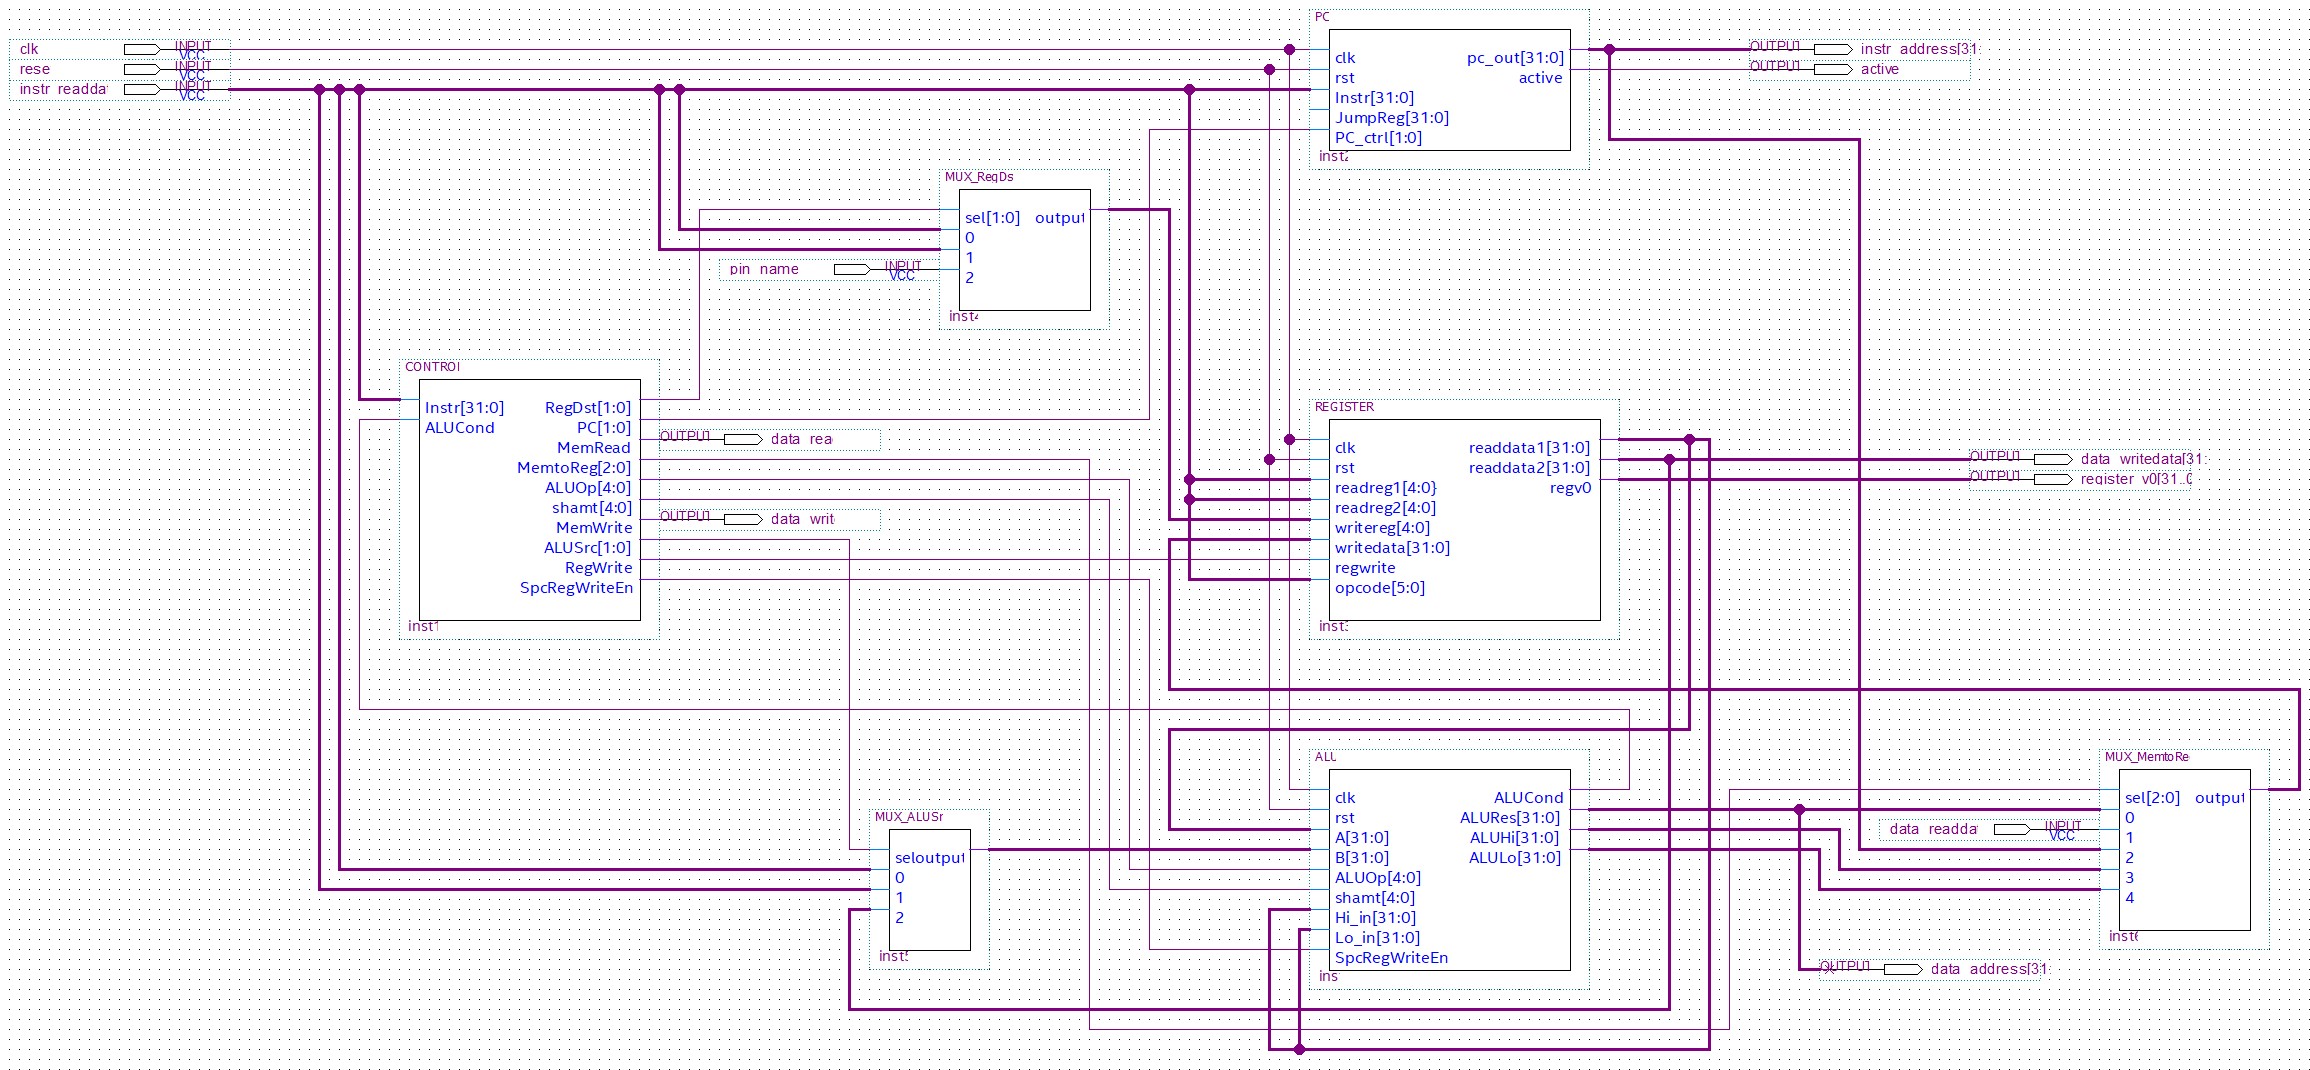 clk INPUT VCC
rese INPUT VCC
instr readda INPUT VCC
PC
clk pc_out[31:0]
rst active
Instr[31:0]
JumpReg[31:0]
PC_ctrl[1:0]
inst2
OUTPUT instr address[31:
OUTPUT active
MUX_RegDs
sel[1:0] output
0
1
2
inst4
pin name INPUT VCC
CONTROl
Instr[31:0] RegDst[1:0]
ALUCond PC[1:0]
MemRead
MemtoReg[2:0]
ALUOp[4:0]
shamt[4:0]
MemWrite
ALUSrc[1:0]
RegWrite
SpcRegWriteEn
inst1
OUTPUT data rea
OUTPUT data writ
REGISTER
clk readdata1[31:0]
rst readdata2[31:0]
readreg1[4:0} regv0
readreg2[4:0]
writereg[4:0]
writedata[31:0]
regwrite
opcode[5:0]
inst3
OUTPUT data writedata[31:
OUTPUT register v0[31..0
ALU
clk ALUCond
rst ALURes[31:0]
A[31:0] ALUHi[31:0]
B[31:0] ALULo[31:0]
ALUOp[4:0]
shamt[4:0]
Hi_in[31:0]
Lo_in[31:0]
SpcRegWriteEn
ins
MUX_ALUSr
seloutput
0
1
2
inst5
MUX_MemtoRe
sel[2:0] output
0
1
2
3
4
inst6
data readda INPUT VCC
OUTPUT data address[31: